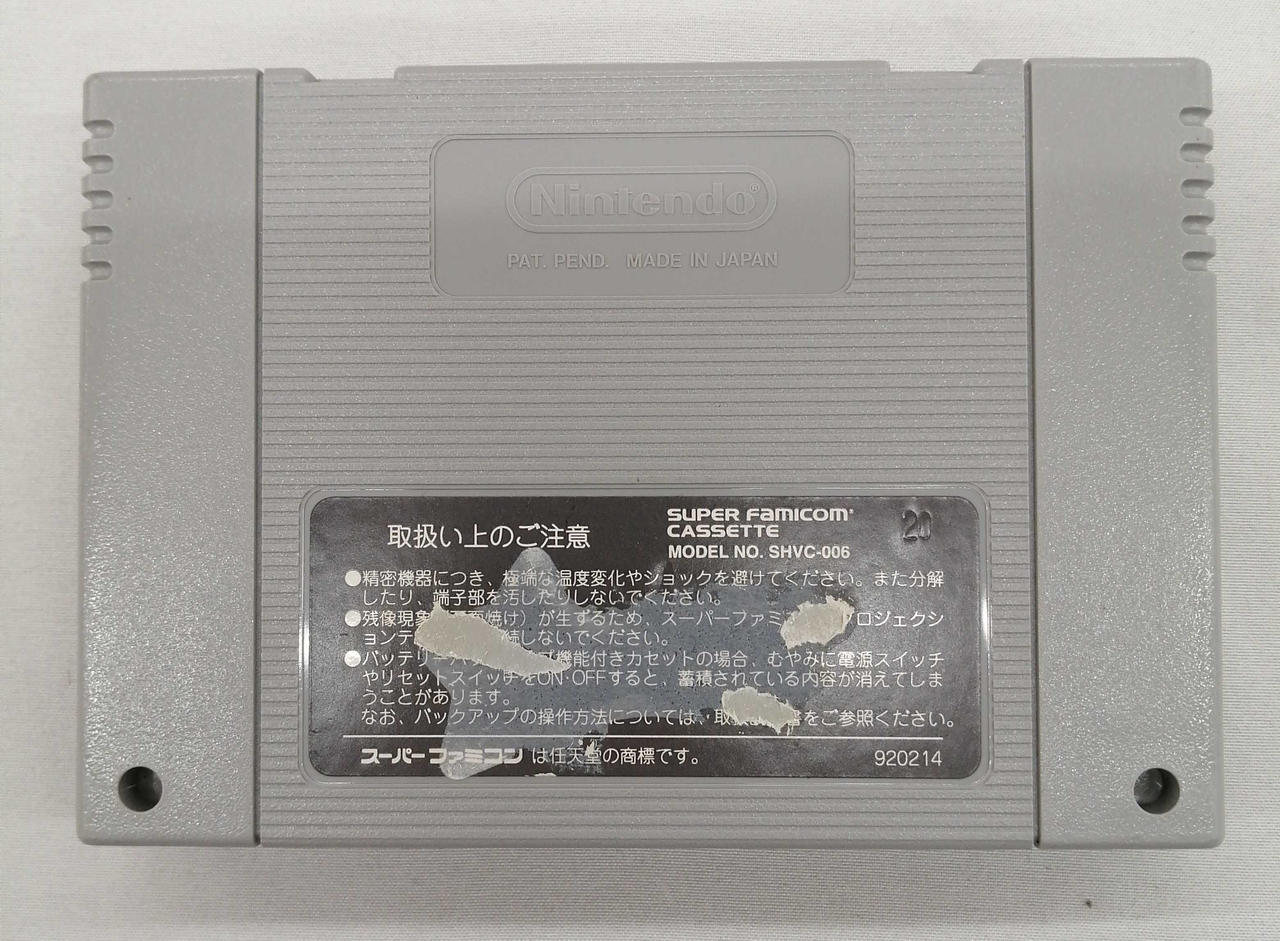 Nintendo®
PAT. PEND. MADE IN JAPAN
取扱い上のご注意
SUPER FAMICOM®
CASSETTE
MODEL NO. SHVC-006
20
●精密機器につき、極端な温度変化やショックを避けてください。また分解
したり、端子部を汚したりしないでください。
●残像現象 面焼け）が生ずるため、スーパーファミ ロジェクシ
ョンテ 続しないでください。
●バッテリー 機能付きカセットの場合、むやみに電源スイッチ
やリセットスイッチをON・OFFすると、蓄積されている内容が消えてしま
うことがあります。
なお、バックアップの操作方法については、取 書をご参照ください。
スーパーファミコン は任天堂の商標です。
920214